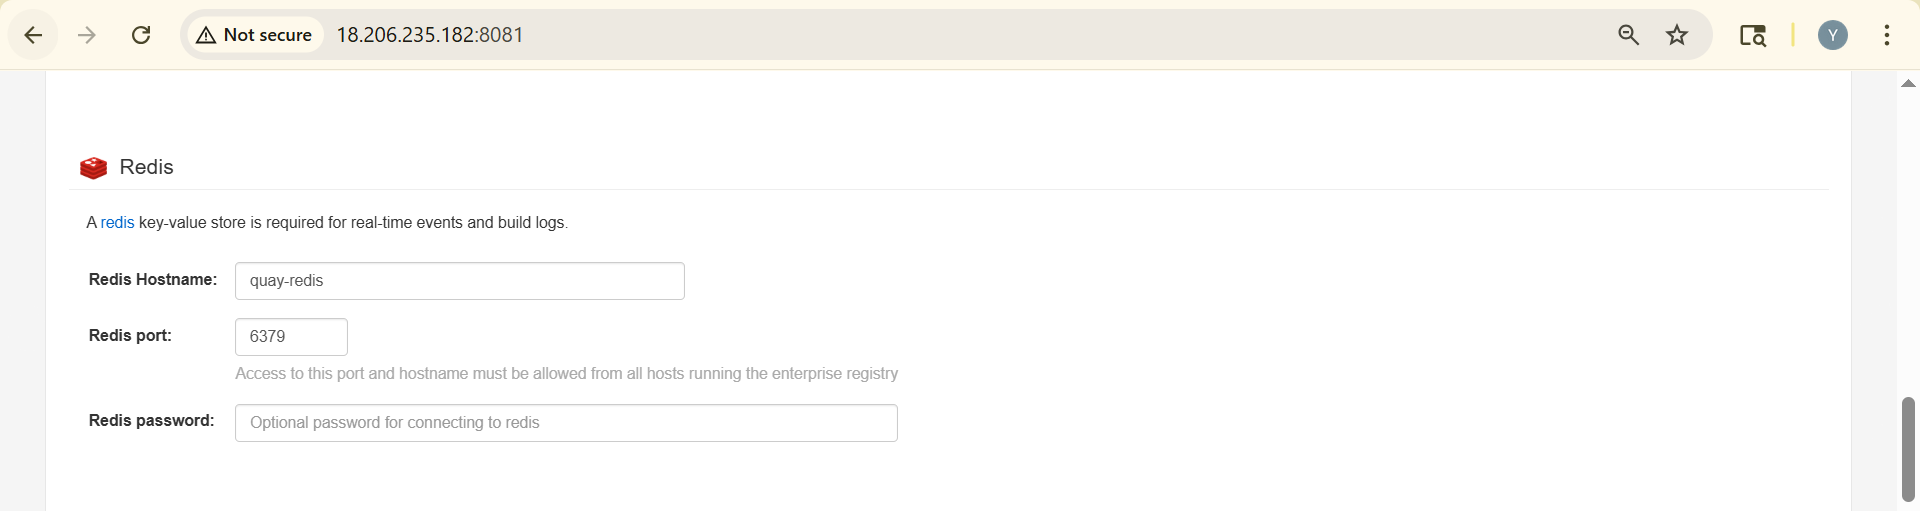 Not secure
18.206.235.182:8081
Y
Redis
A redis key-value store is required for real-time events and build logs.
Redis Hostname: quay-redis
Redis port: 6379
Access to this port and hostname must be allowed from all hosts running the enterprise registry
Redis password: Optional password for connecting to redis